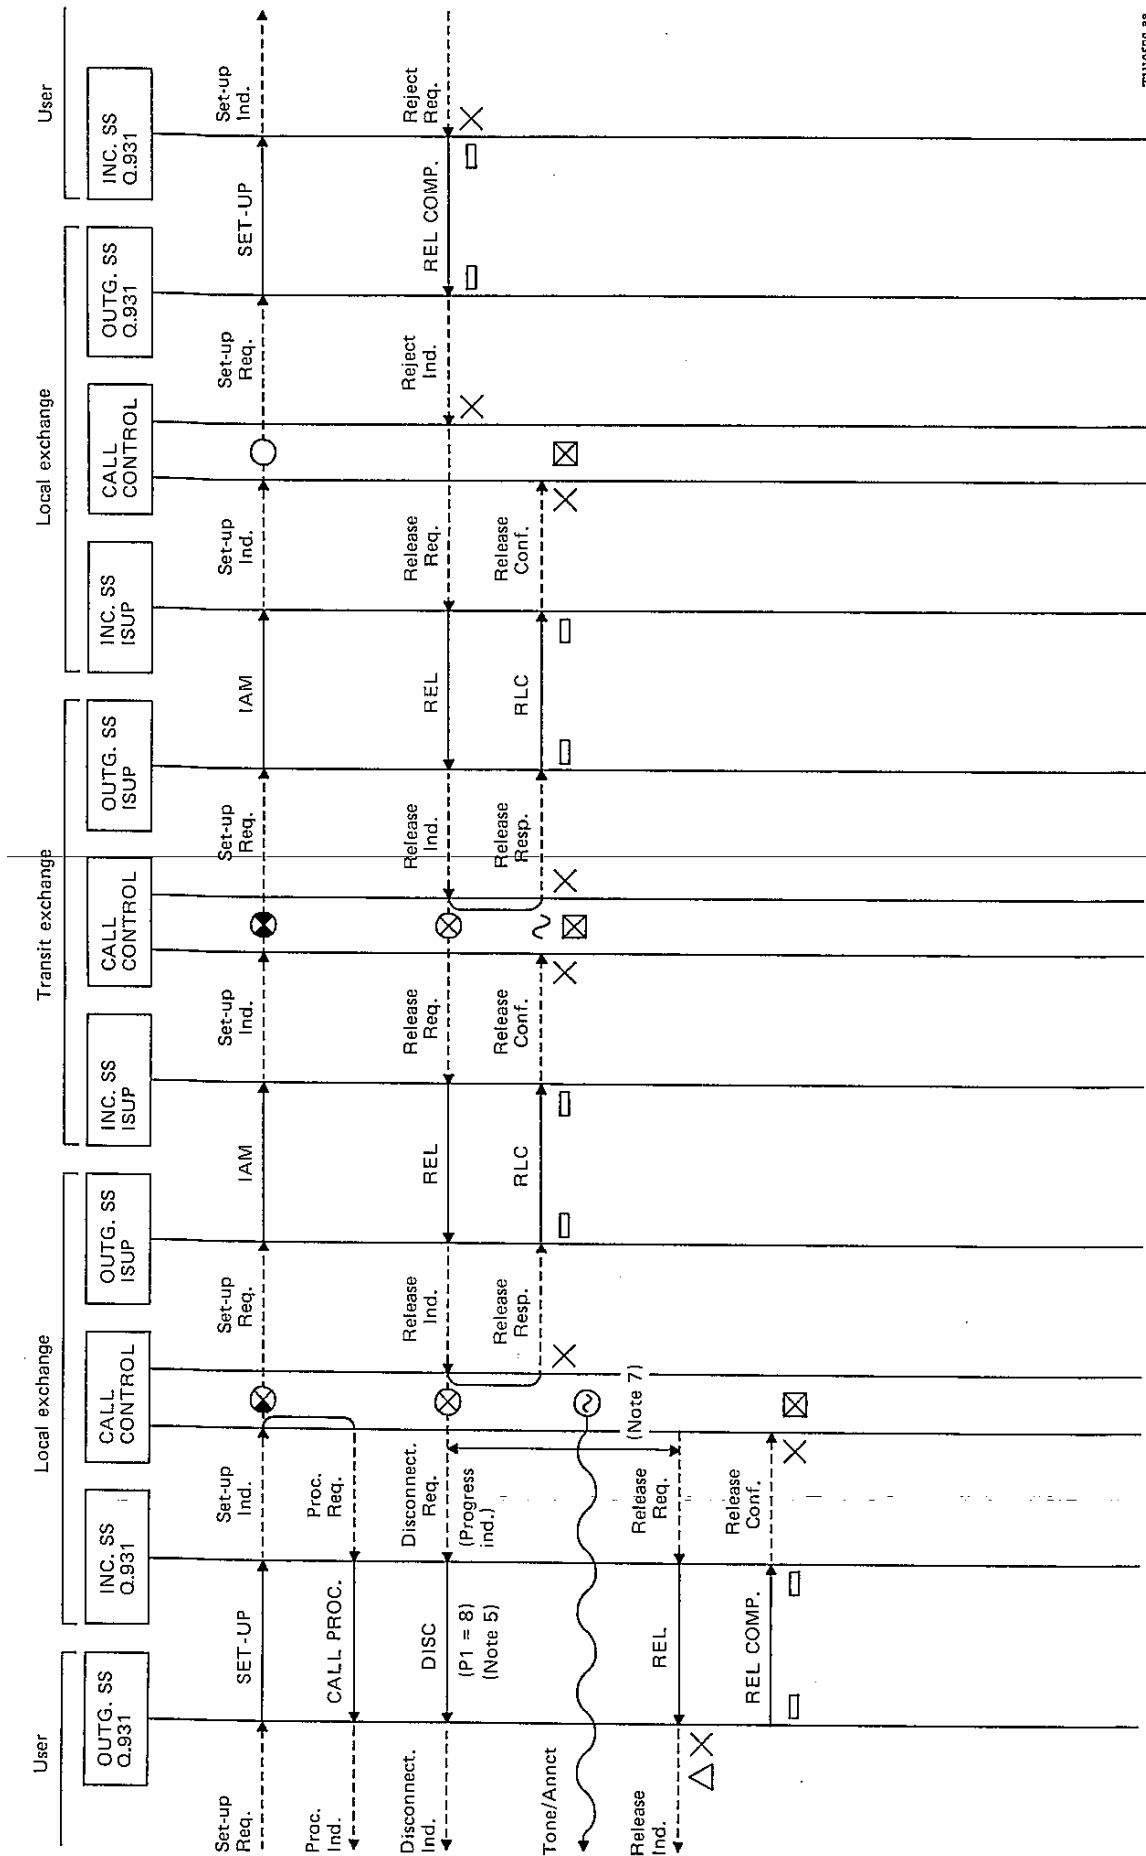 User
Local exchange
Transit exchange
Local exchange
User
OUTG. SS
Q.931
INC. SS
Q.931
CALL
CONTROL
OUTG. SS
ISUP
INC. SS
ISUP
CALL
CONTROL
OUTG. SS
ISUP
INC. SS
ISUP
CALL
CONTROL
OUTG. SS
Q.931
INC. SS
Q.931
Set-up
Req.
SET-UP
Set-up
Ind.
Set-up
Req.
IAM
Set-up
Ind.
Set-up
Req.
IAM
Set-up
Ind.
Set-up
Req.
SET-UP
Set-up
Ind.
Proc.
Ind.
CALL PROC.
Proc.
Req.
Disconnect.
Ind.
DISC
(P1 = 8)
(Note 5)
Disconnect.
Req.
(Progress
ind.)
Release
Ind.
REL
Release
Req.
Release
Ind.
REL
Release
Req.
Reject
Ind.
REL COMP.
Reject
Req.
Release
Resp.
RLC
Release
Conf.
Release
Resp.
RLC
Release
Conf.
Tone/Annct
(Note 7)
Release
Ind.
REL
Release
Req.
REL COMP.
Release
Conf.